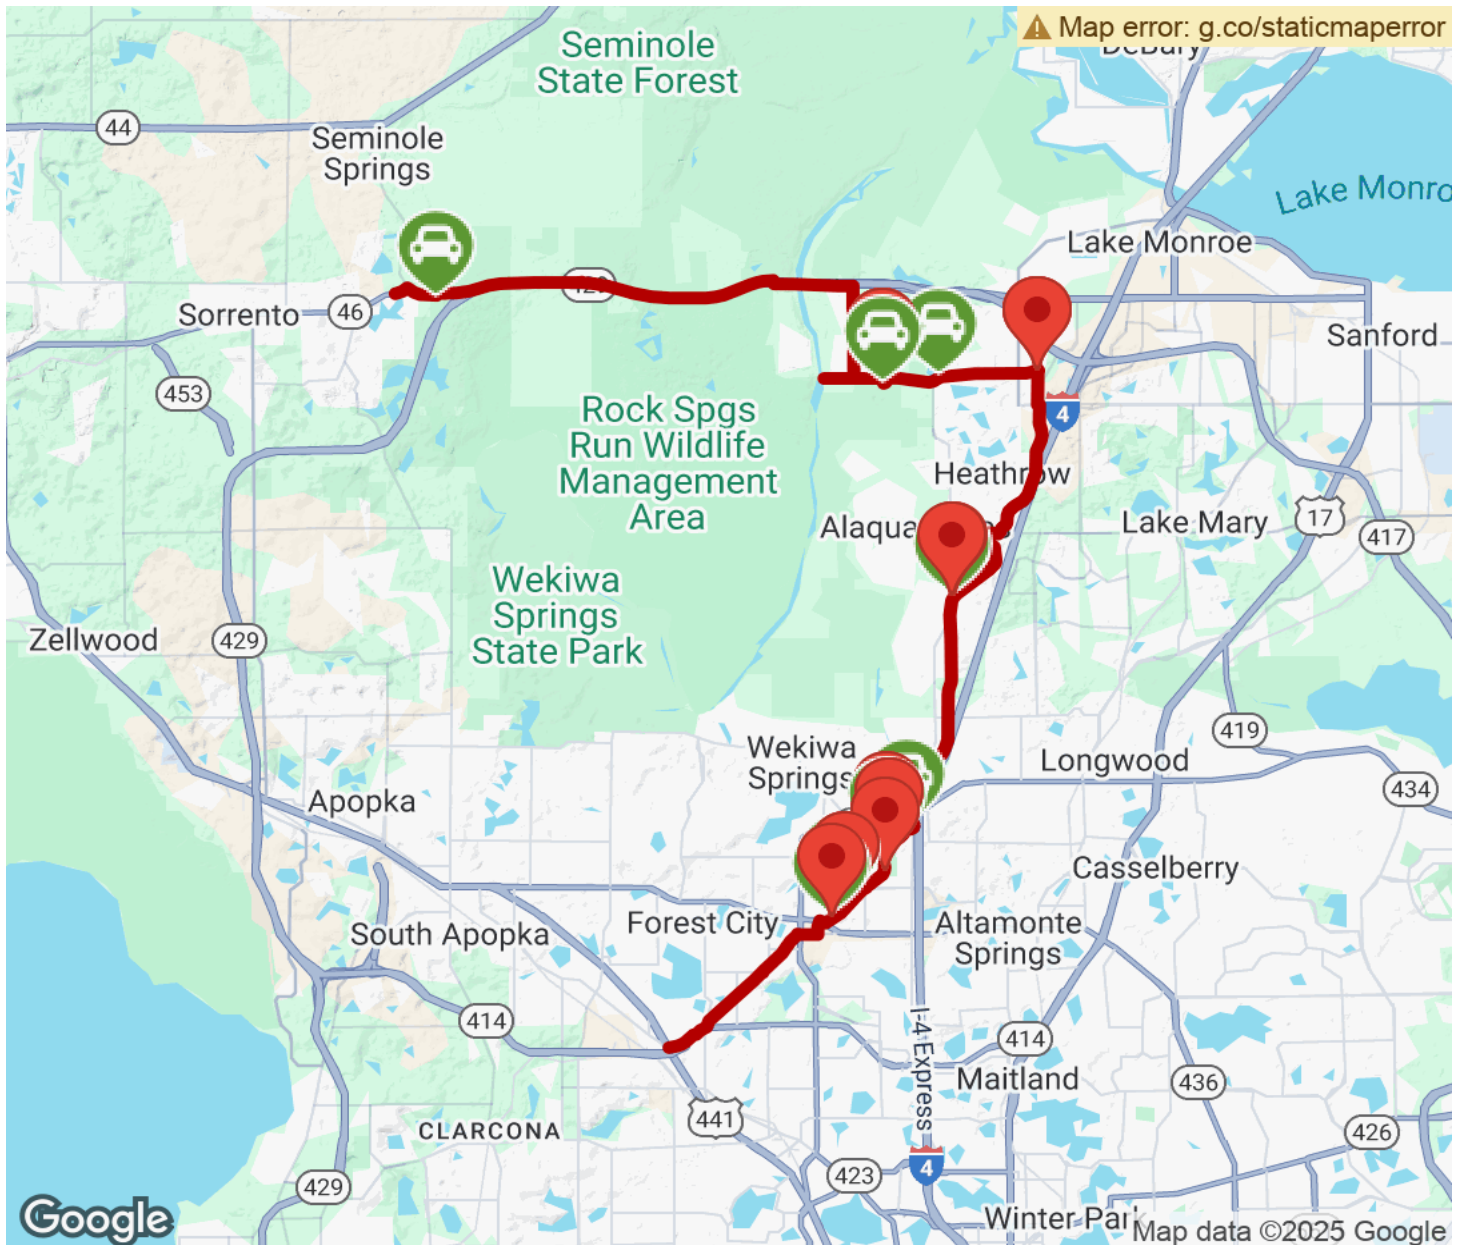 Map error: g.co/staticmaperror
DeBary
Seminole
State Forest
44
Seminole
Springs
Lake Monro
Lake Monroe
Sorrento
46
Sanford
453
Rock Spgs
Run Wildlife
Management
Area
4
Heathrow
Alaqua
Lake Mary
17
417
Wekiwa
Springs
State Park
Zellwood
429
419
Wekiwa
Springs
Longwood
434
Apopka
Casselberry
Forest City
Altamonte
Springs
South Apopka
414
I-4 Express
414
Maitland
436
441
CLARCONA
426
4
423
429
Winter Park
Google
Map data ©2025 Google